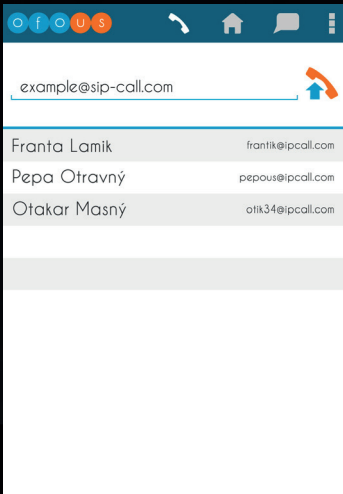 ofous
example@sip-call.com
Franta Lamik frantik@ipcall.com
Pepa Otravný pepous@ipcall.com
Otakar Masný otik34@ipcall.com